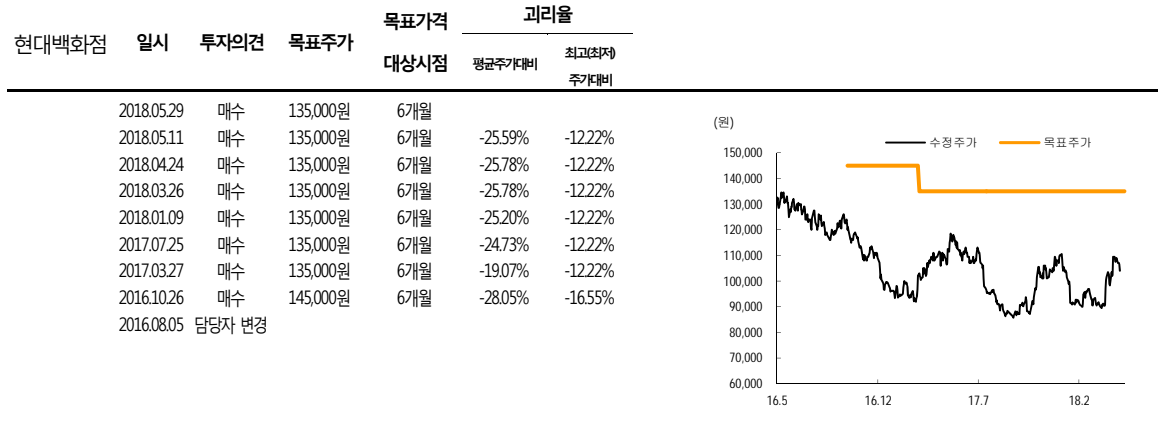 현대백화점 일시 투자의견 목표주가 목표가격 대상시점 괴리율
평균주가대비 최고(최저) 주가대비
2018.05.29 매수 135,000원 6개월
2018.05.11 매수 135,000원 6개월 -25.59% -12.22%
2018.04.24 매수 135,000원 6개월 -25.78% -12.22%
2018.03.26 매수 135,000원 6개월 -25.78% -12.22%
2018.01.09 매수 135,000원 6개월 -25.20% -12.22%
2017.07.25 매수 135,000원 6개월 -24.73% -12.22%
2017.03.27 매수 135,000원 6개월 -19.07% -12.22%
2016.10.26 매수 145,000원 6개월 -28.05% -16.55%
2016.08.05 담당자 변경
(원)
수정주가 목표주가
150,000
140,000
130,000
120,000
110,000
100,000
90,000
80,000
70,000
60,000
16.5 16.12 17.7 18.2